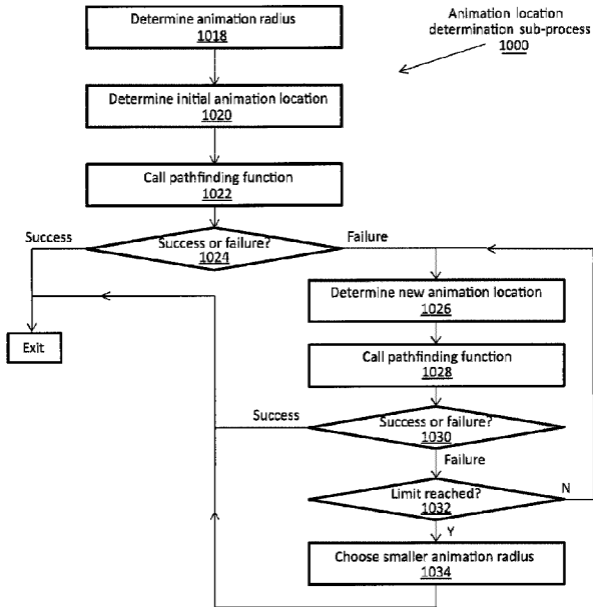 Animation location
determination sub-process
1000
Determine animation radius
1018
Determine initial animation location
1020
Call pathfinding function
1022
Success or failure?
1024
Success
Failure
Exit
Determine new animation location
1026
Call pathfinding function
1028
Success or failure?
1030
Success
Failure
Limit reached?
1032
N
Y
Choose smaller animation radius
1034